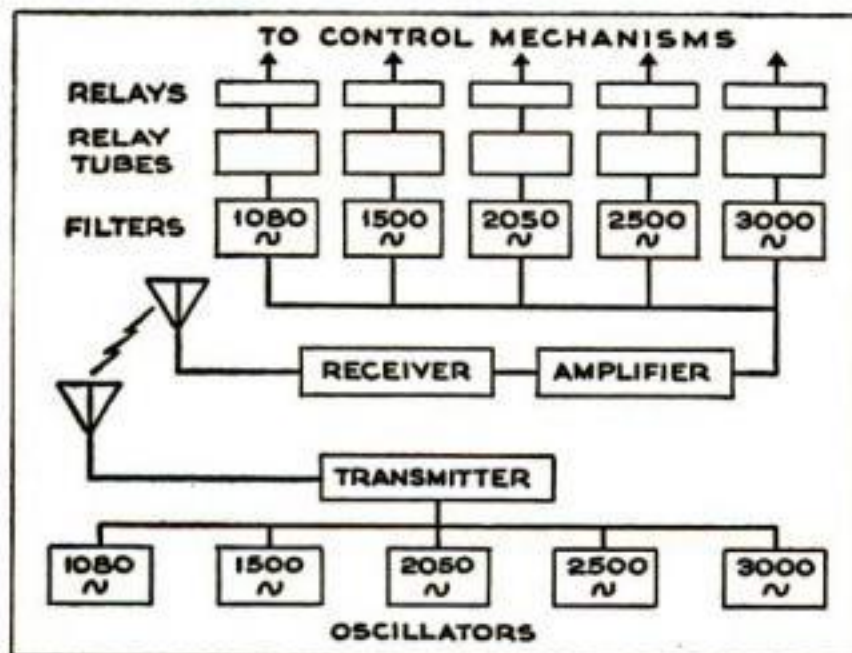 TO CONTROL MECHANISMS
RELAYS
RELAY
TUBES
FILTERS
1080 1500 2050 2500 3000
~ ~ ~ ~ ~
RECEIVER AMPLIFIER
TRANSMITTER
1080 1500 2050 2500 3000
~ ~ ~ ~ ~
OSCILLATORS